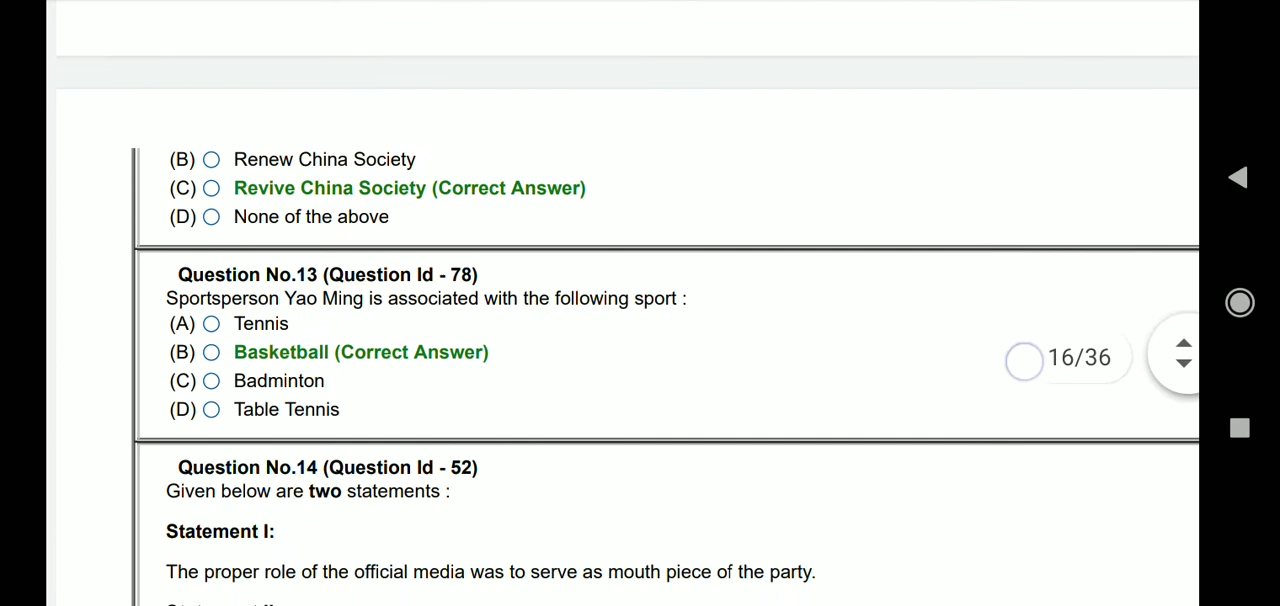 (B) Renew China Society
(C) Revive China Society (Correct Answer)
(D) None of the above
Question No.13 (Question Id - 78)
Sportsperson Yao Ming is associated with the following sport :
(A) Tennis
(B) Basketball (Correct Answer)
(C) Badminton
(D) Table Tennis
16/36
Question No.14 (Question Id - 52)
Given below are two statements :
Statement I:
The proper role of the official media was to serve as mouth piece of the party.